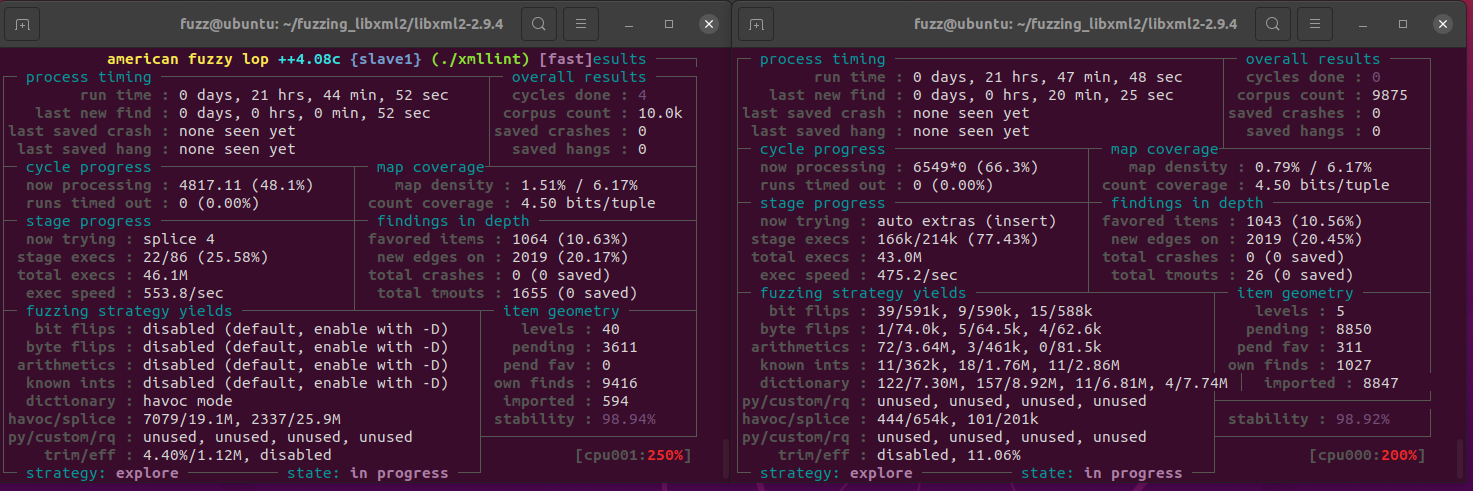 fuzz@ubuntu: ~/fuzzing_libxml2/libxml2-2.9.4
american fuzzy lop ++4.08c {slave1} (./xmllint) [fast]esults
process timing overall results
run time : 0 days, 21 hrs, 44 min, 52 sec cycles done : 4
last new find : 0 days, 0 hrs, 0 min, 52 sec corpus count : 10.0k
last saved crash : none seen yet saved crashes : 0
last saved hang : none seen yet saved hangs : 0
cycle progress map coverage
now processing : 4817.11 (48.1%) map density : 1.51% / 6.17%
runs timed out : 0 (0.00%) count coverage : 4.50 bits/tuple
stage progress findings in depth
now trying : splice 4 favored items : 1064 (10.63%)
stage execs : 22/86 (25.58%) new edges on : 2019 (20.17%)
total execs : 46.1M total crashes : 0 (0 saved)
exec speed : 553.8/sec total tmouts : 1655 (0 saved)
fuzzing strategy yields item geometry
bit flips : disabled (default, enable with -D) levels : 40
byte flips : disabled (default, enable with -D) pending : 3611
arithmetics : disabled (default, enable with -D) pend fav : 0
known ints : disabled (default, enable with -D) own finds : 9416
dictionary : havoc mode imported : 594
havoc/splice : 7079/19.1M, 2337/25.9M stability : 98.94%
py/custom/rq : unused, unused, unused, unused
trim/eff : 4.40%/1.12M, disabled [cpu001:250%]
strategy: explore state: in progress
fuzz@ubuntu: ~/fuzzing_libxml2/libxml2-2.9.4
process timing overall results
run time : 0 days, 21 hrs, 47 min, 48 sec cycles done : 0
last new find : 0 days, 0 hrs, 20 min, 25 sec corpus count : 9875
last saved crash : none seen yet saved crashes : 0
last saved hang : none seen yet saved hangs : 0
cycle progress map coverage
now processing : 6549*0 (66.3%) map density : 0.79% / 6.17%
runs timed out : 0 (0.00%) count coverage : 4.50 bits/tuple
stage progress findings in depth
now trying : auto extras (insert) favored items : 1043 (10.56%)
stage execs : 166k/214k (77.43%) new edges on : 2019 (20.45%)
total execs : 43.0M total crashes : 0 (0 saved)
exec speed : 475.2/sec total tmouts : 26 (0 saved)
fuzzing strategy yields item geometry
bit flips : 39/591k, 9/590k, 15/588k levels : 5
byte flips : 1/74.0k, 5/64.5k, 4/62.6k pending : 8850
arithmetics : 72/3.64M, 3/461k, 0/81.5k pend fav : 311
known ints : 11/362k, 18/1.76M, 11/2.86M own finds : 1027
dictionary : 122/7.30M, 157/8.92M, 11/6.81M, 4/7.74M imported : 8847
py/custom/rq : unused, unused, unused, unused
havoc/splice : 444/654k, 101/201k stability : 98.92%
py/custom/rq : unused, unused, unused, unused
trim/eff : disabled, 11.06% [cpu000:200%]
strategy: explore state: in progress